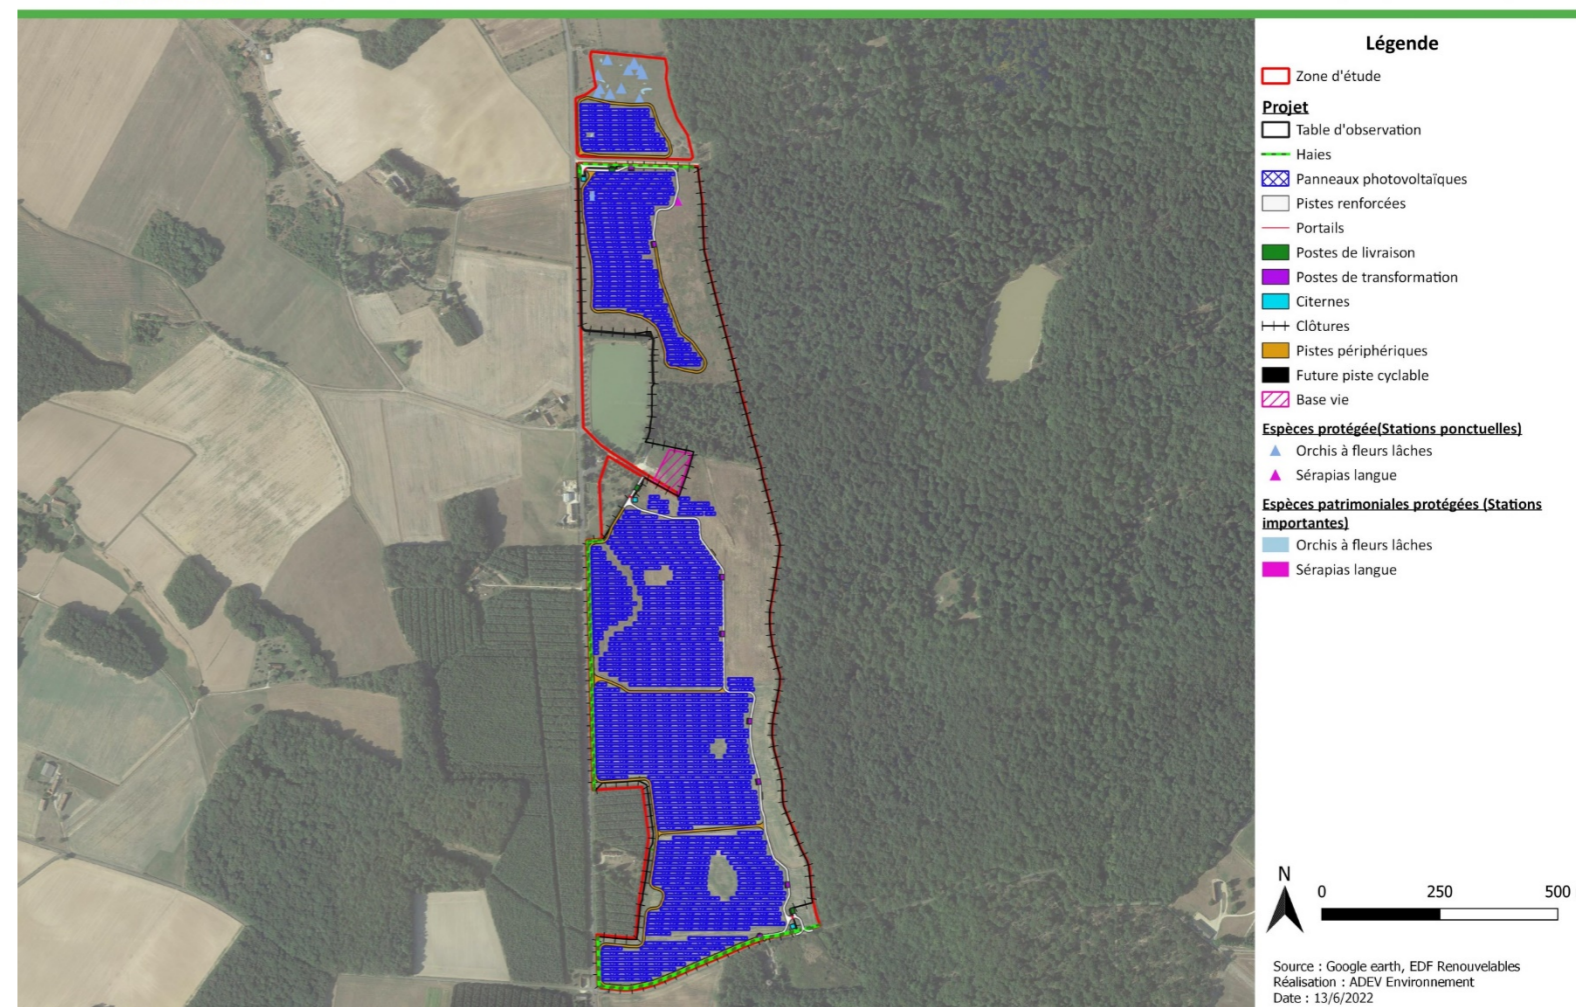 Légende
Zone d'étude
Projet
Table d'observation
Haies
Panneaux photovoltaïques
Pistes renforcées
Portails
Postes de livraison
Postes de transformation
Citernes
Clôtures
Pistes périphériques
Future piste cyclable
Base vie
Espèces protégée(Stations ponctuelles)
Orchis à fleurs lâches
Sérapias langue
Espèces patrimoniales protégées (Stations
importantes)
Orchis à fleurs lâches
Sérapias langue
N
0 250 500
Source : Google earth, EDF Renouvelables
Réalisation : ADEV Environnement
Date : 13/6/2022